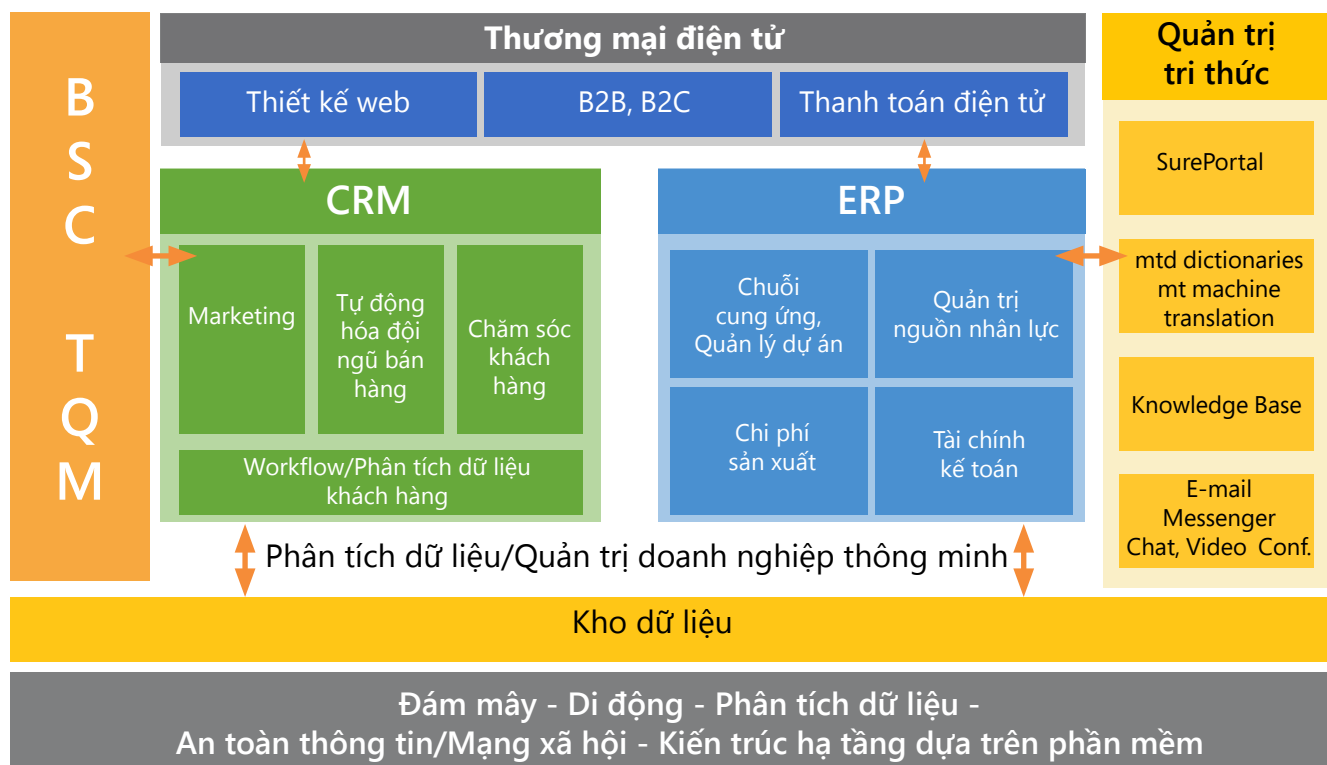 B
S
C
T
Q
M
Thương mại điện tử
Thiết kế web
B2B, B2C
Thanh toán điện tử
CRM
Marketing
Tự động
hóa đội
ngũ bán
hàng
Chăm sóc
khách
hàng
Workflow/Phân tích dữ liệu
khách hàng
ERP
Chuỗi
cung ứng,
Quản lý dự án
Quản trị
nguồn nhân lực
Chi phí
sản xuất
Tài chính
kế toán
Quản trị
tri thức
SurePortal
mtd dictionaries
mt machine
translation
Knowledge Base
E-mail
Messenger
Chat, Video Conf.
Phân tích dữ liệu/Quản trị doanh nghiệp thông minh
Kho dữ liệu
Đám mây - Di động - Phân tích dữ liệu -
An toàn thông tin/Mạng xã hội - Kiến trúc hạ tầng dựa trên phần mềm